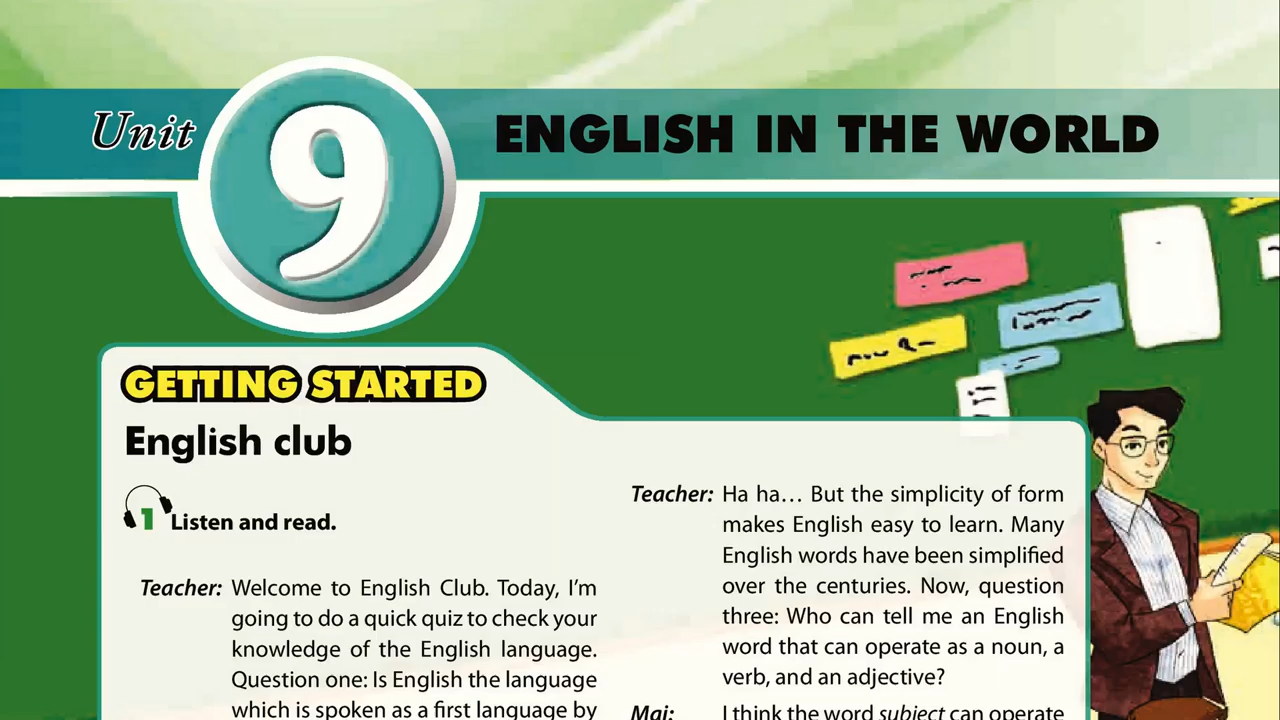 Unit
9
ENGLISH IN THE WORLD
GETTING STARTED
English club
1 Listen and read.
Teacher: Welcome to English Club. Today, I'm
going to do a quick quiz to check your
knowledge of the English language.
Question one: Is English the language
which is spoken as a first language by
Teacher: Ha ha… But the simplicity of form
makes English easy to learn. Many
English words have been simplified
over the centuries. Now, question
three: Who can tell me an English
word that can operate as a noun, a
verb, and an adjective?
Mai: I think the word subject can operate